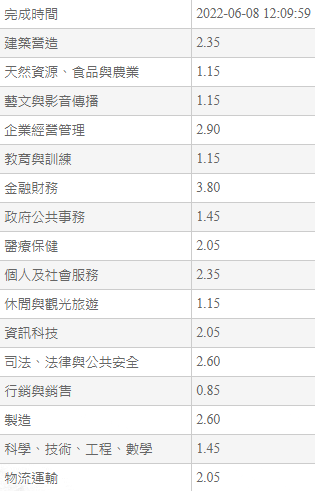 完成時間 2022-06-08 12:09:59
建築營造 2.35
天然資源、食品與農業 1.15
藝文與影音傳播 1.15
企業經營管理 2.90
教育與訓練 1.15
金融財務 3.80
政府公共事務 1.45
醫療保健 2.05
個人及社會服務 2.35
休閒與觀光旅遊 1.15
資訊科技 2.05
司法、法律與公共安全 2.60
行銷與銷售 0.85
製造 2.60
科學、技術、工程、數學 1.45
物流運輸 2.05